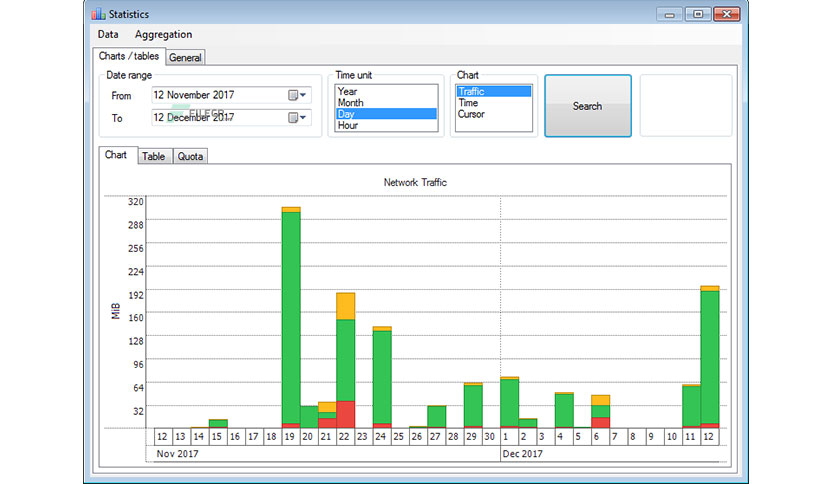 Statistics
Data Aggregation
Charts / tables General
Date range Time unit Chart
From 12 November 2017
To 12 December 2017
Year
Month
Day
Hour
Traffic
Time
Cursor
Search
Chart Table Quota
Network Traffic
MiB
320
288
256
224
192
160
128
96
64
32
12 13 14 15 16 17 18 19 20 21 22 23 24 25 26 27 28 29 30 1 2 3 4 5 6 7 8 9 10 11 12
Nov 2017 Dec 2017